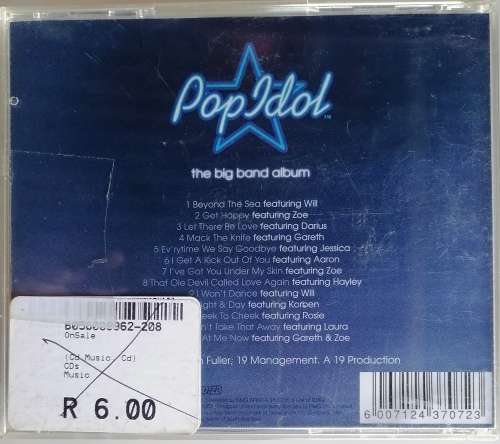 Pop Idol
TM
the big band album
1 Beyond The Sea featuring Will
2 Get Happy featuring Zoe
3 Let There Be Love featuring Darius
4 Mack The Knife featuring Gareth
5 Ev'rytime We Say Goodbye featuring Jessica
6 I Get A Kick Out Of You featuring Aaron
7 I've Got You Under My Skin featuring Zoe
8 That Ole Devil Called Love Again featuring Hayley
9 I Won't Dance featuring Will
Night & Day featuring Korben
eek To Cheek featuring Rosie
n't Take That Away featuring Laura
At Me Now featuring Gareth & Zoe
n Fuller, 19 Management. A 19 Production
OnSale
(Cd Music, Cd)
CDs
Music
R 6.00
6 007124 370723